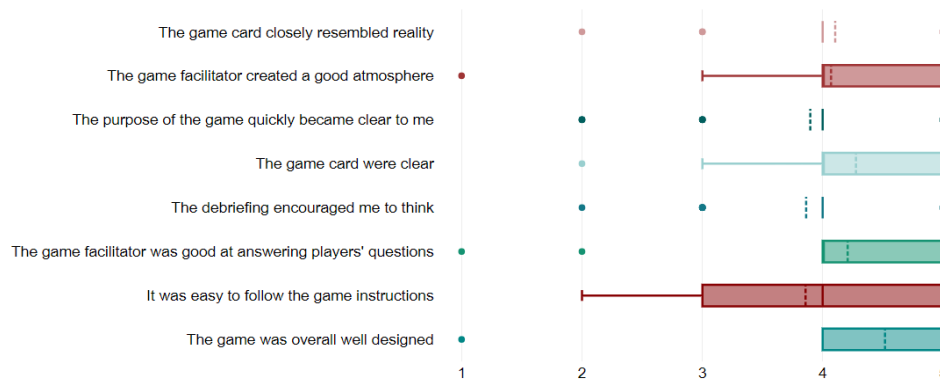 The game card closely resembled reality
The game facilitator created a good atmosphere
The purpose of the game quickly became clear to me
The game card were clear
The debriefing encouraged me to think
The game facilitator was good at answering players' questions
It was easy to follow the game instructions
The game was overall well designed
1 2 3 4